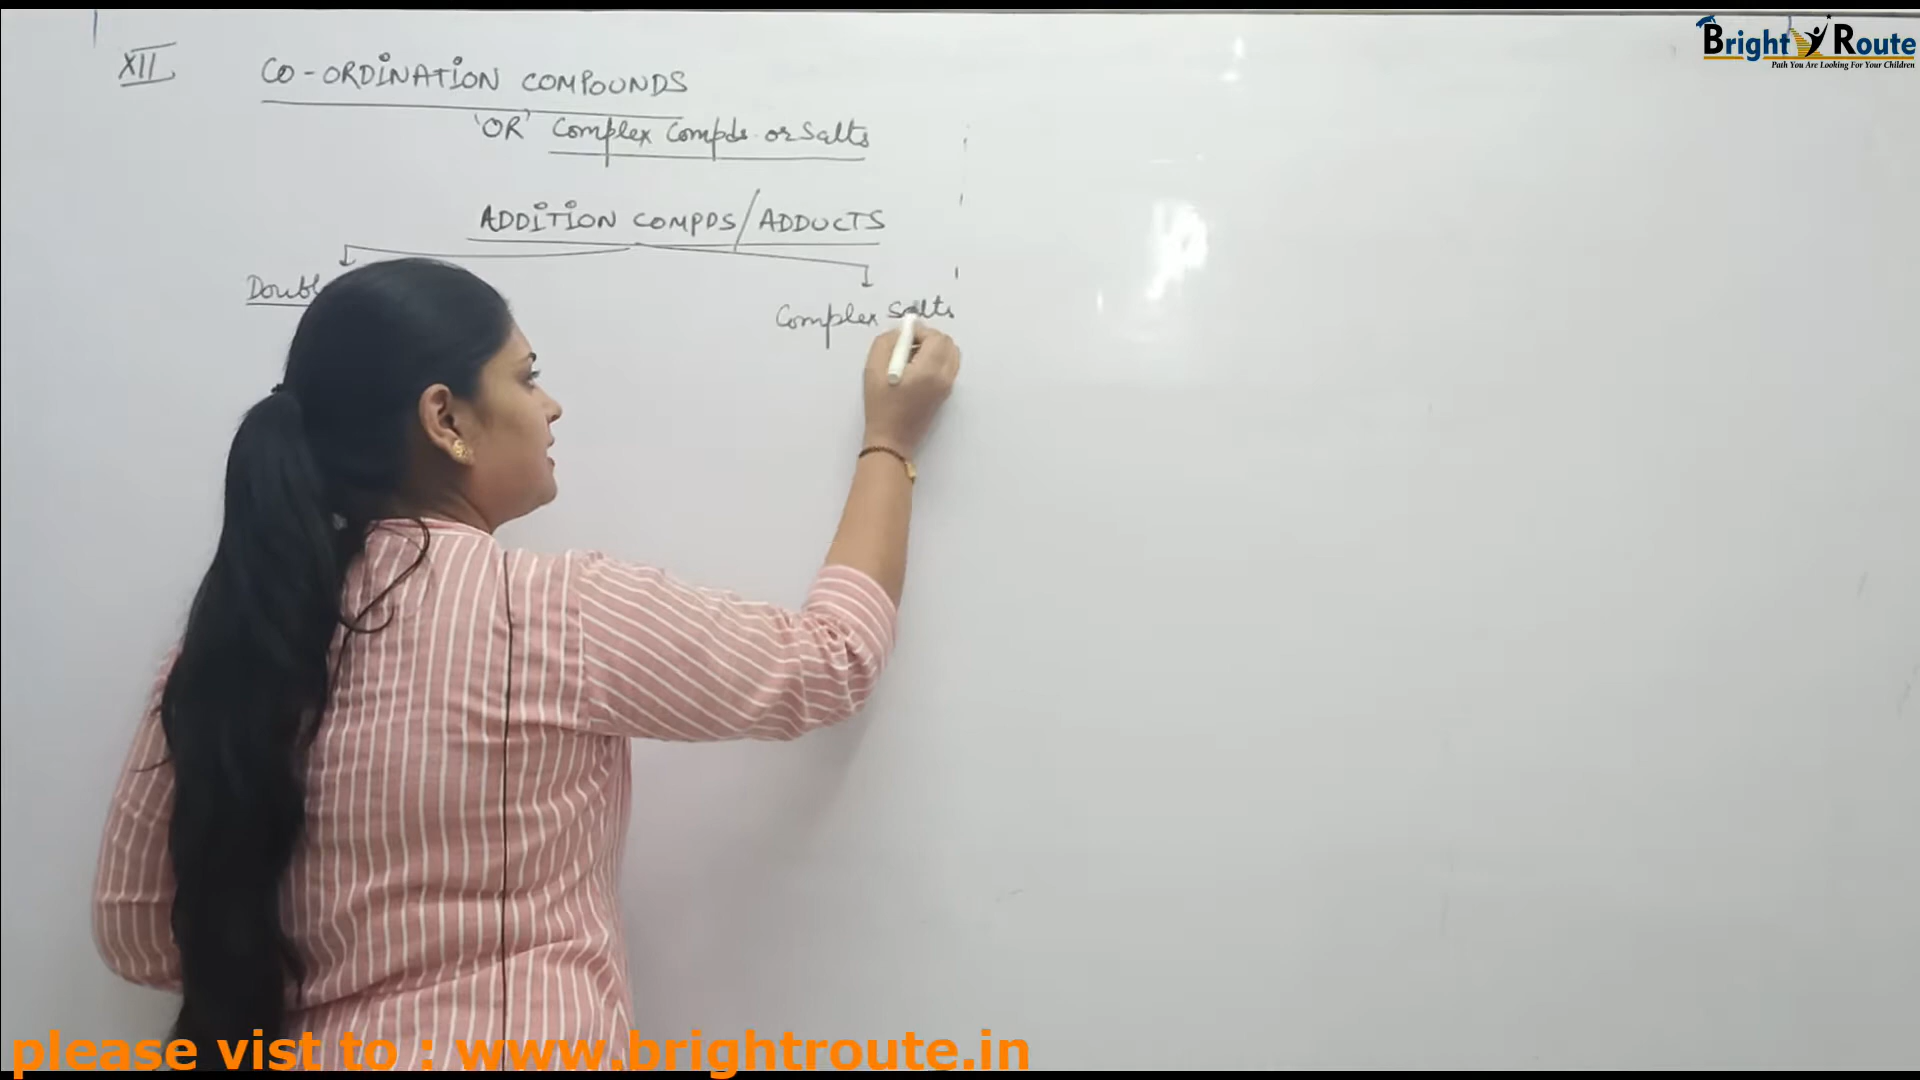 XII
CO-ORDINATION COMPOUNDS
'OR' Complex Compds or Salts
ADDITION COMPDS/ADDUCTS
Doubl
Complex Salts
Bright Route
Path You Are Looking For Your Children
please vist to : www.brightroute.in